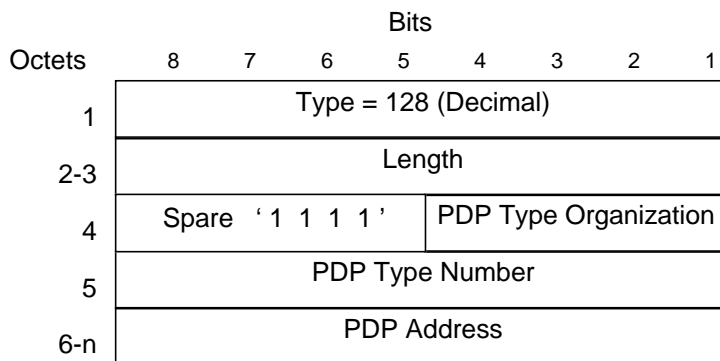 Bits
Octets 8 7 6 5 4 3 2 1
1 Type = 128 (Decimal)
2-3 Length
4 Spare ‘ 1 1 1 1 ’ PDP Type Organization
5 PDP Type Number
6-n PDP Address